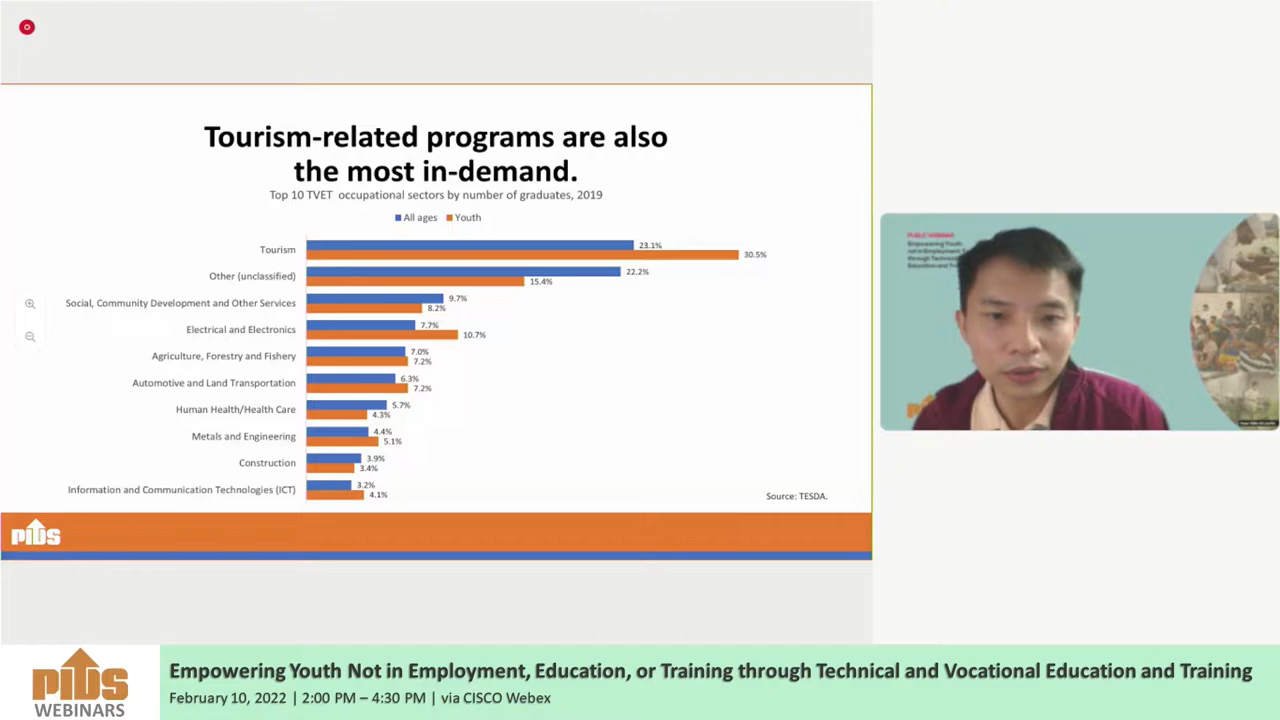 Tourism-related programs are also
the most in-demand.
Top 10 TVET occupational sectors by number of graduates, 2019
All ages Youth
Tourism 23.1% 30.5%
Other (unclassified) 22.2% 15.4%
Social, Community Development and Other Services 9.7% 8.2%
Electrical and Electronics 7.7% 10.7%
Agriculture, Forestry and Fishery 7.0% 7.2%
Automotive and Land Transportation 6.3% 7.2%
Human Health/Health Care 5.7% 4.3%
Metals and Engineering 4.4% 5.1%
Construction 3.9% 3.4%
Information and Communication Technologies (ICT) 3.2% 4.1%
Source: TESDA.
PIDS
PUBLIC WEBINAR
Empowering Youth
PIDS
WEBINARS
Empowering Youth Not in Employment, Education, or Training through Technical and Vocational Education and Training
February 10, 2022 | 2:00 PM – 4:30 PM | via CISCO Webex